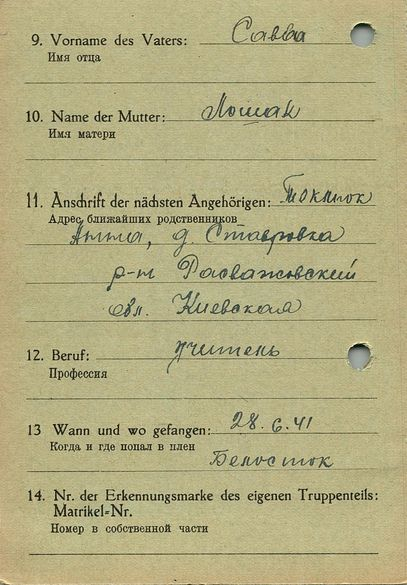 9. Vorname des Vaters: Савва
Имя отца
10. Name der Mutter: Лошак
Имя матери
11. Anschrift der nächsten Angehörigen: Токмок
Адрес ближайших родственников
Анна, д. Ставровка
р-н Розважовский
обл. Киевская
12. Beruf: учитель
Профессия
13 Wann und wo gefangen: 28.6.41
Когда и где попал в плен
Белосток
14. Nr. der Erkennungsmarke des eigenen Truppenteils:
Matrikel-Nr.
Номер в собственной части